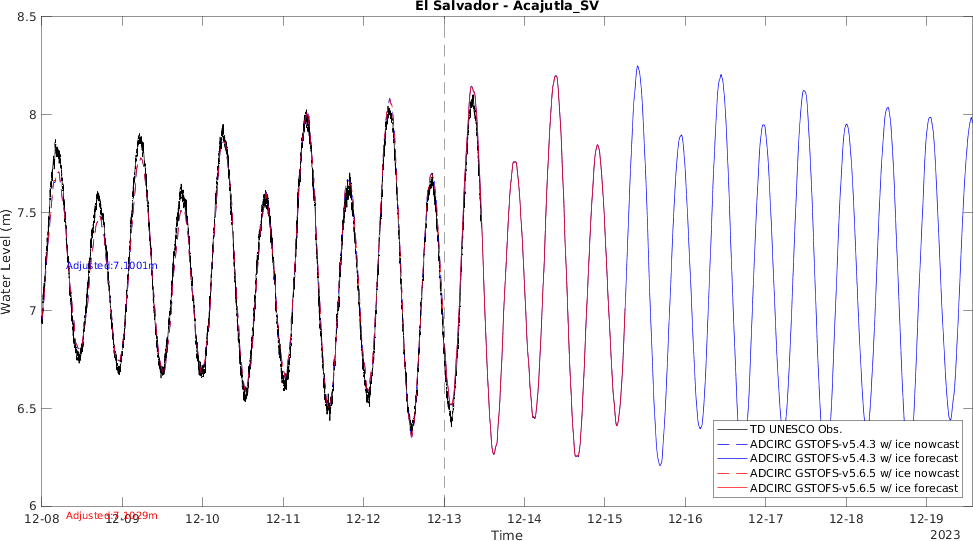 El Salvador - Acajutla_SV
8.5
8
7.5
7
6.5
6
Water Level (m)
Adjusted:7.1001m
Adjusted:7.2029m
TD UNESCO Obs.
ADCIRC GSTOFS-v5.4.3 w/ ice nowcast
ADCIRC GSTOFS-v5.4.3 w/ ice forecast
ADCIRC GSTOFS-v5.6.5 w/ ice nowcast
ADCIRC GSTOFS-v5.6.5 w/ ice forecast
12-08 12-09 12-10 12-11 12-12 12-13 12-14 12-15 12-16 12-17 12-18 12-19
Time
2023